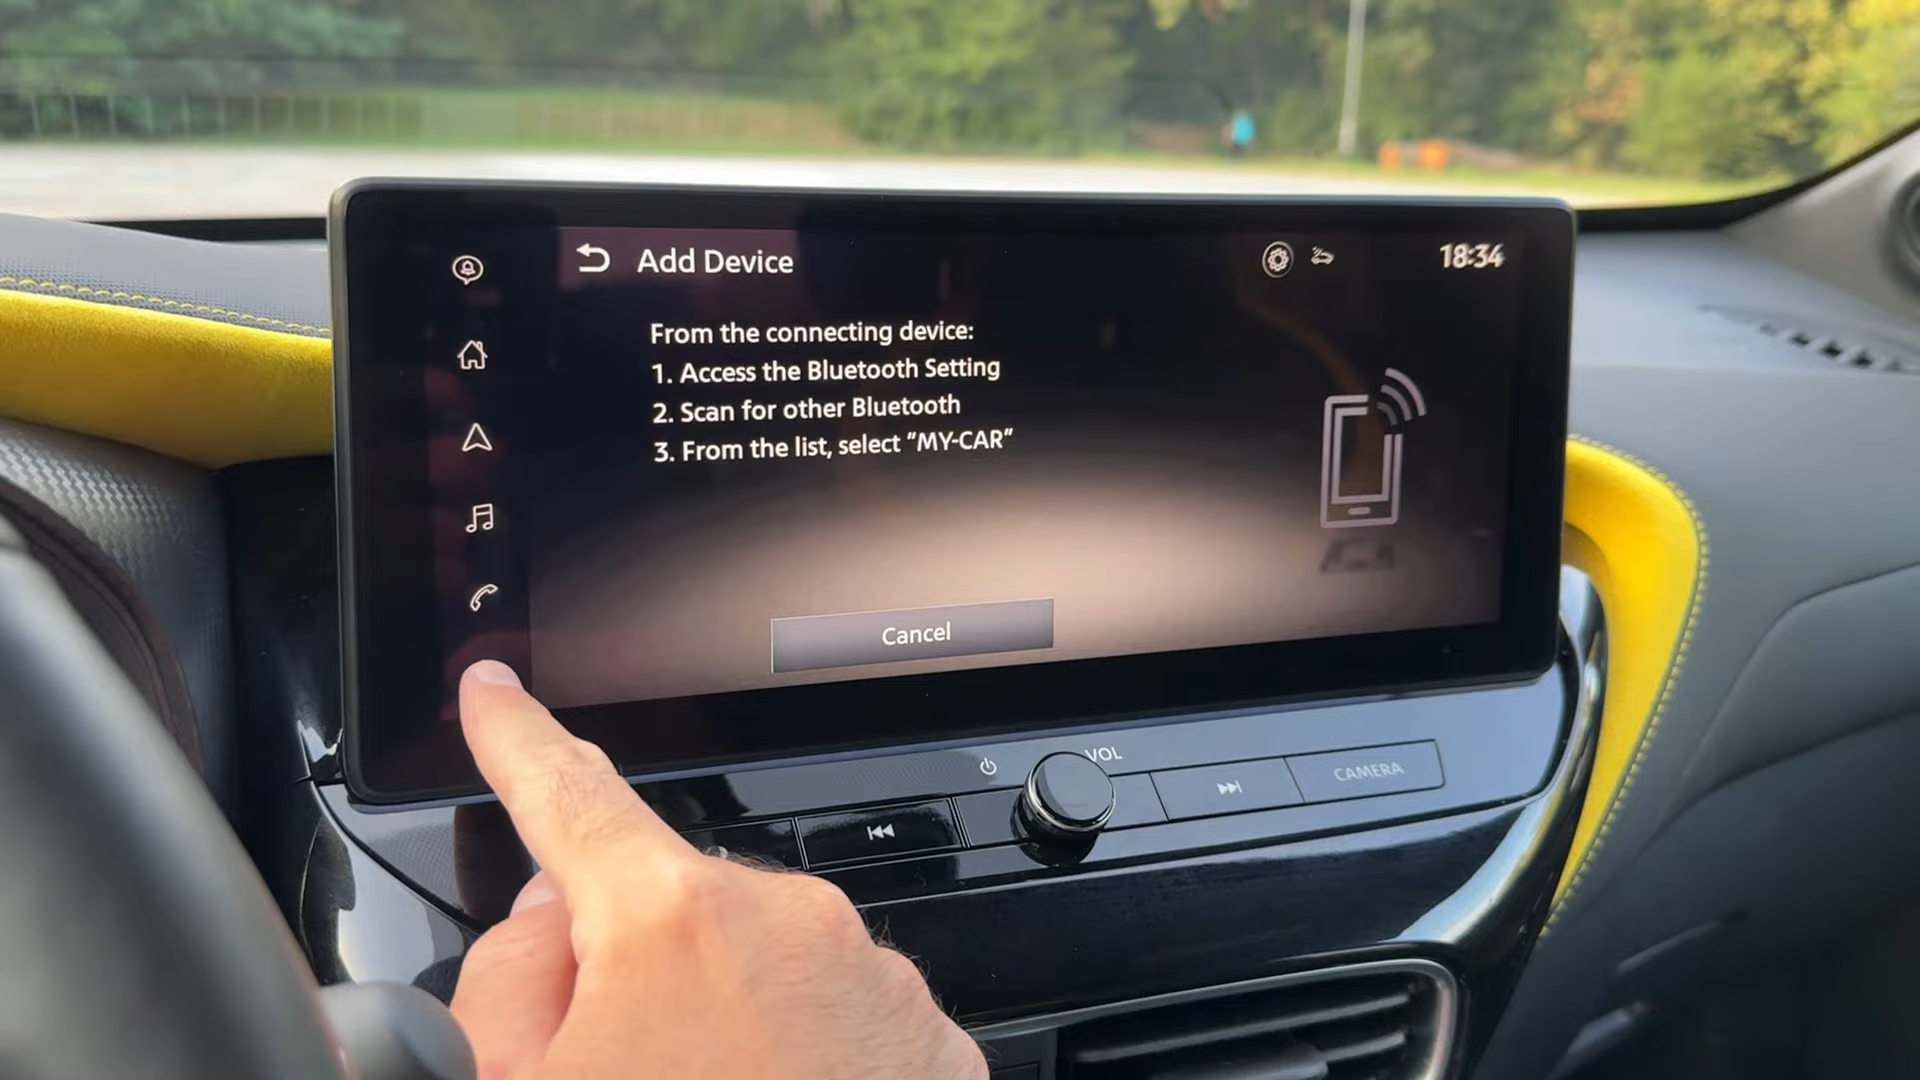 Add Device
18:34
From the connecting device:
1. Access the Bluetooth Setting
2. Scan for other Bluetooth
3. From the list, select "MY-CAR"
Cancel
VOL
CAMERA